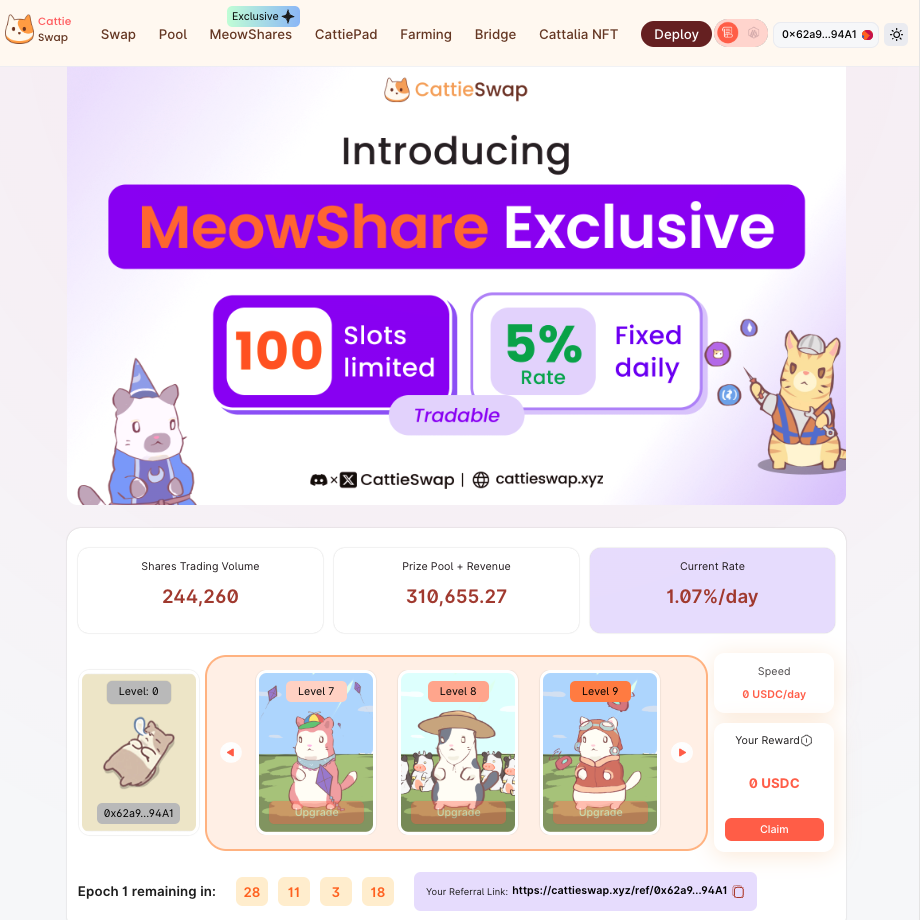 Cattie
Swap
Exclusive
Swap
Pool
MeowShares
CattiePad
Farming
Bridge
Cattalia NFT
Deploy
0x62a9...94A1
CattieSwap
Introducing
MeowShare Exclusive
100
Slots
limited
5%
Rate
Fixed
daily
Tradable
× X CattieSwap | cattieswap.xyz
Shares Trading Volume
244,260
Prize Pool + Revenue
310,655.27
Current Rate
1.07%/day
Level: 0
0x62a9...94A1
Level 7
Upgrade
Level 8
Upgrade
Level 9
Upgrade
Speed
0 USDC/day
Your Reward
0 USDC
Claim
Epoch 1 remaining in:
28
11
3
18
Your Referral Link: https://cattieswap.xyz/ref/0x62a9...94A1